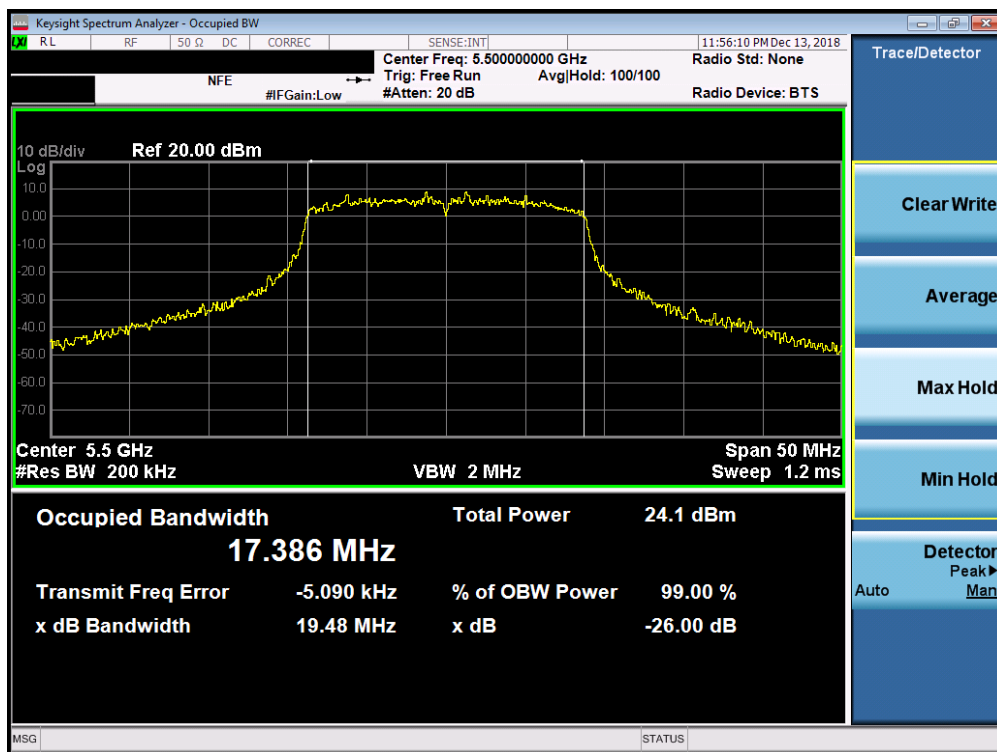 Keysight Spectrum Analyzer - Occupied BW
LXI RL RF 50 Ω DC CORREC SENSE:INT 11:56:10 PM Dec 13, 2018
Center Freq: 5.500000000 GHz Radio Std: None
NFE Trig: Free Run Avg|Hold: 100/100
#IFGain:Low #Atten: 20 dB Radio Device: BTS
10 dB/div Ref 20.00 dBm
Log
10.0
0.00
-10.0
-20.0
-30.0
-40.0
-50.0
-60.0
-70.0
Center 5.5 GHz Span 50 MHz
#Res BW 200 kHz VBW 2 MHz Sweep 1.2 ms
Occupied Bandwidth Total Power 24.1 dBm
17.386 MHz
Transmit Freq Error -5.090 kHz % of OBW Power 99.00 %
x dB Bandwidth 19.48 MHz x dB -26.00 dB
MSG STATUS
Trace/Detector
Clear Write
Average
Max Hold
Min Hold
Detector
Peak▶
Auto Man